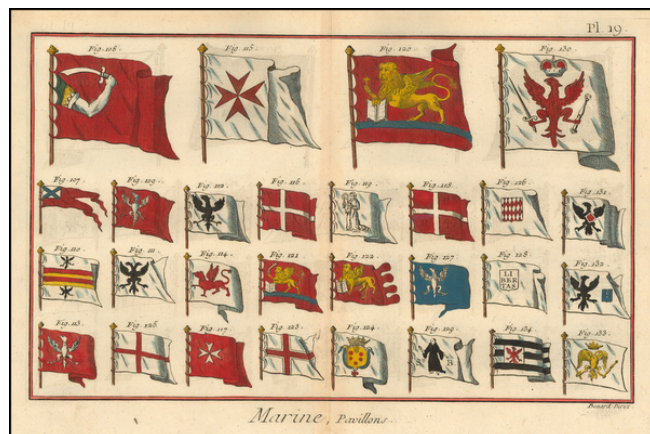 Pl. 19.
Fig. 108. Fig. 115. Fig. 120. Fig. 130.
Fig. 107. Fig. 109. Fig. 112. Fig. 116. Fig. 119. Fig. 118. Fig. 126. Fig. 131.
Fig. 110. Fig. 111. Fig. 114. Fig. 121. Fig. 122. Fig. 127. Fig. 128. Fig. 132.
LI
BER
TAS
Fig. 113. Fig. 125. Fig. 117. Fig. 123. Fig. 124. Fig. 129. Fig. 134. Fig. 133.
Benard Direx.
Marine, Pavillons.